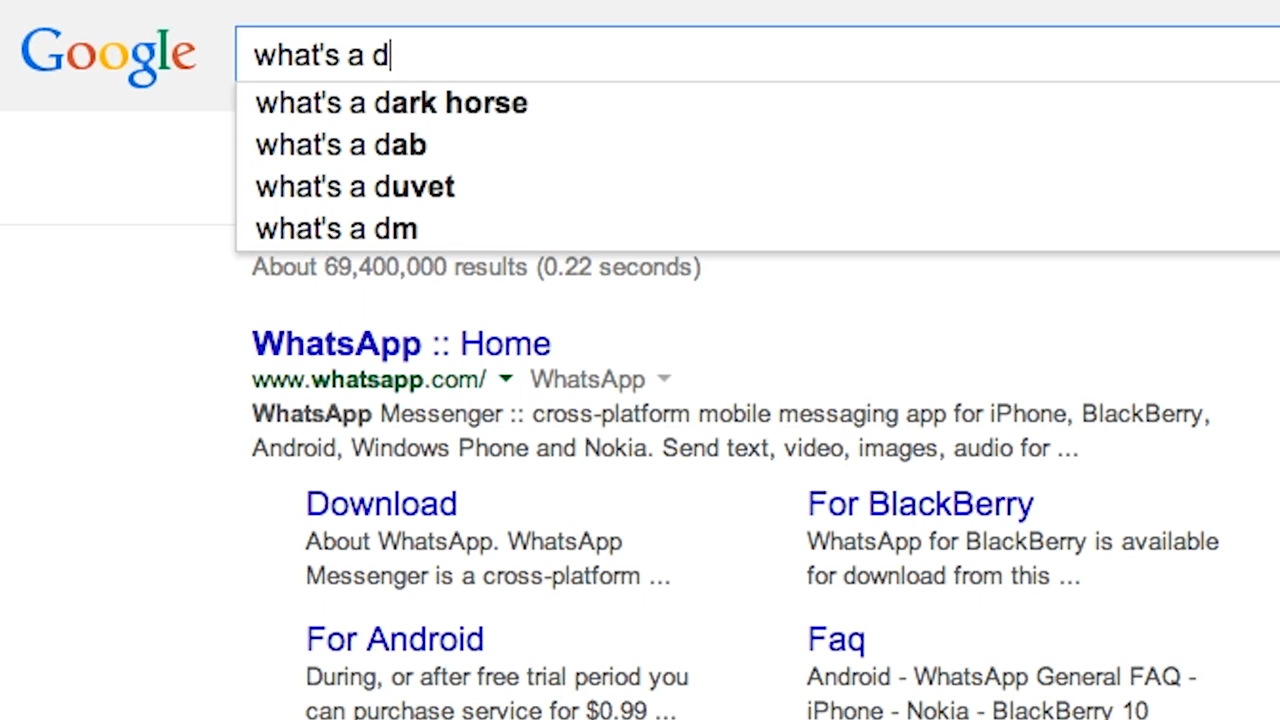 Google
what's a d
what's a dark horse
what's a dab
what's a duvet
what's a dm
About 69,400,000 results (0.22 seconds)
WhatsApp :: Home
www.whatsapp.com/ WhatsApp
WhatsApp Messenger :: cross-platform mobile messaging app for iPhone, BlackBerry,
Android, Windows Phone and Nokia. Send text, video, images, audio for ...
Download
About WhatsApp. WhatsApp
Messenger is a cross-platform ...
For BlackBerry
WhatsApp for BlackBerry is available
for download from this ...
For Android
During, or after free trial period you
can purchase service for $0.99 ...
Faq
Android - WhatsApp General FAQ -
iPhone - Nokia - BlackBerry 10